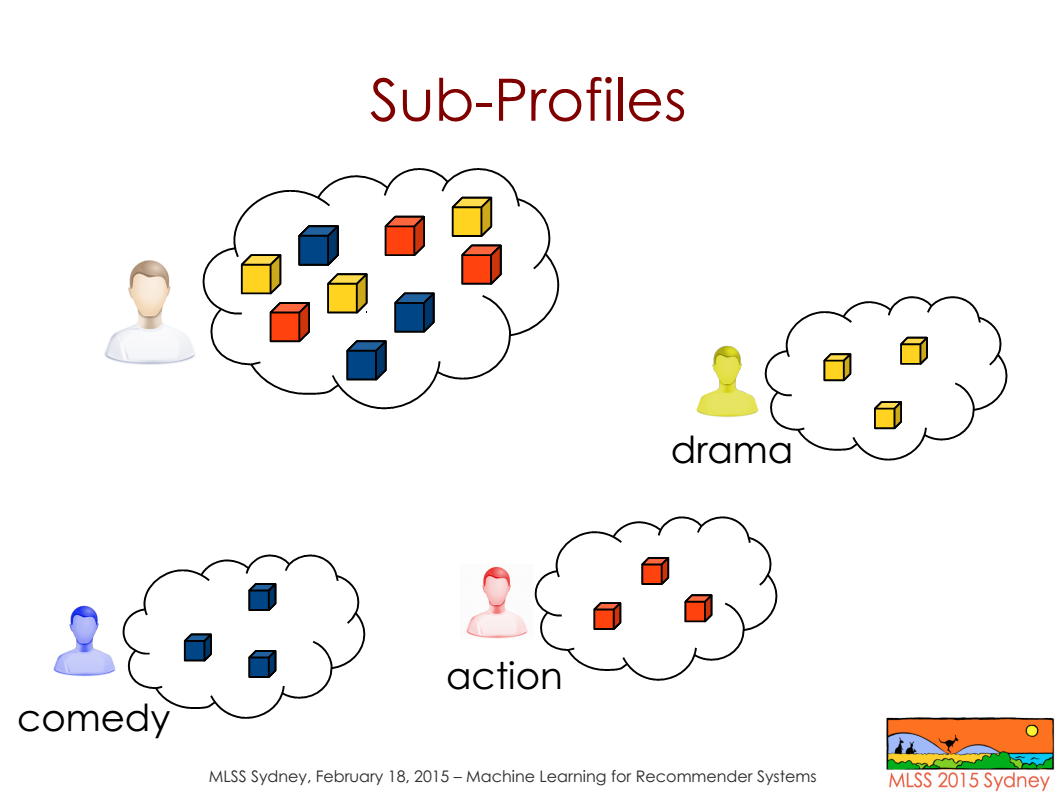 Sub-Profiles
drama
action
comedy
MLSS Sydney, February 18, 2015 – Machine Learning for Recommender Systems
MLSS 2015 Sydney